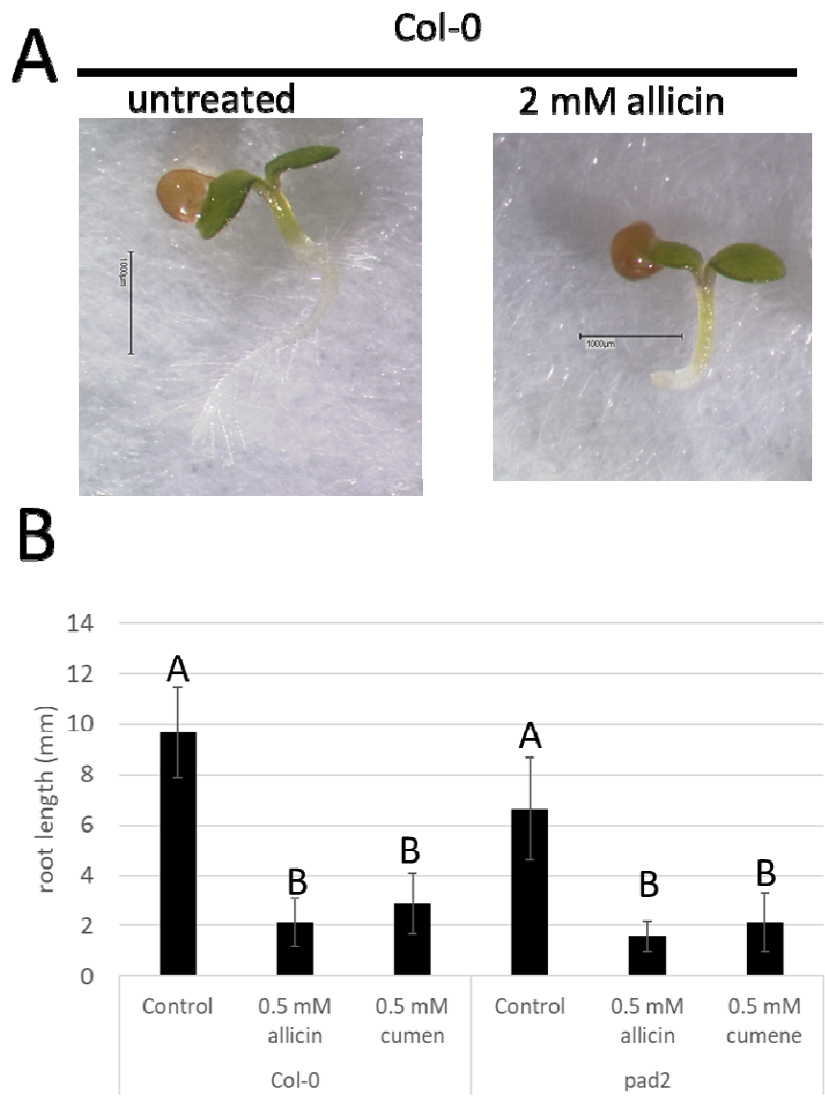 A
Col-0
untreated
2 mM allicin
1000µm
1000µm
B
14
12
10
8
6
4
2
0
root length (mm)
A
B
B
A
B
B
Control
0.5 mM
allicin
0.5 mM
cumen
Control
0.5 mM
allicin
0.5 mM
cumene
Col-0
pad2